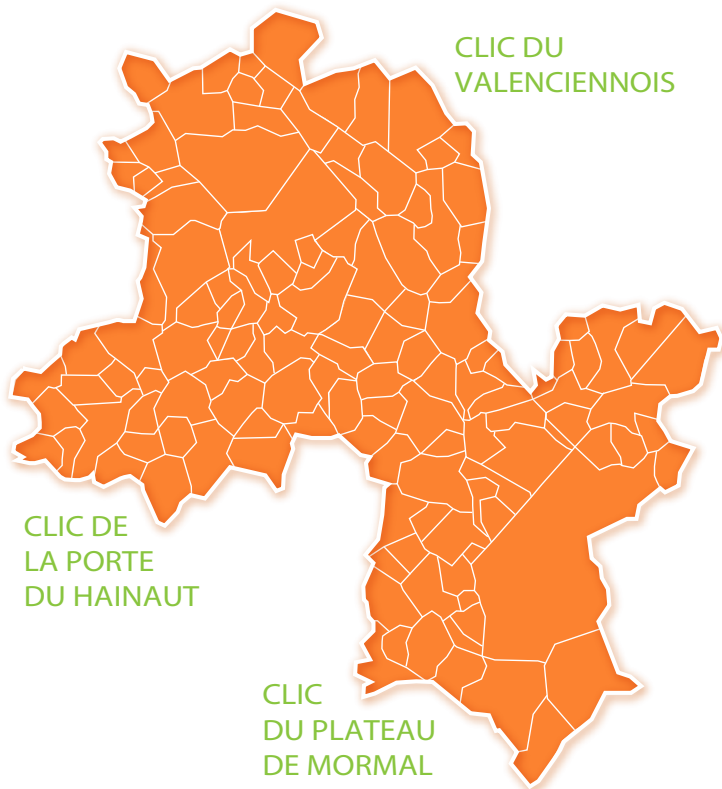 CLIC DU
VALENCIENNOIS
CLIC DE
LA PORTE
DU HAINAUT
CLIC
DU PLATEAU
DE MORMAL